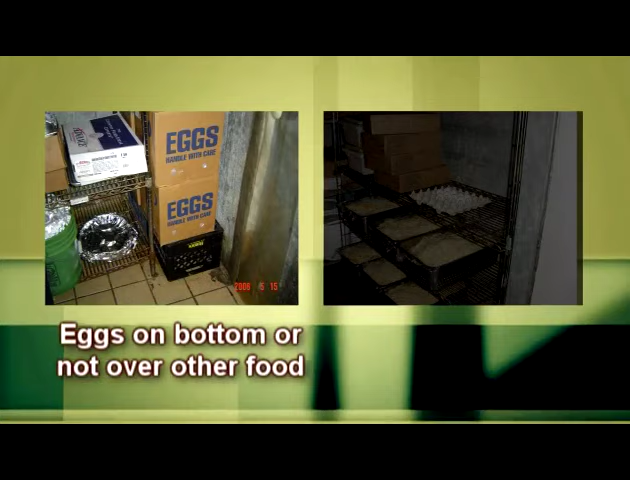 EGGS
HANDLE WITH CARE
EGGS
HANDLE WITH CARE
2008 5 15
Eggs on bottom or
not over other food